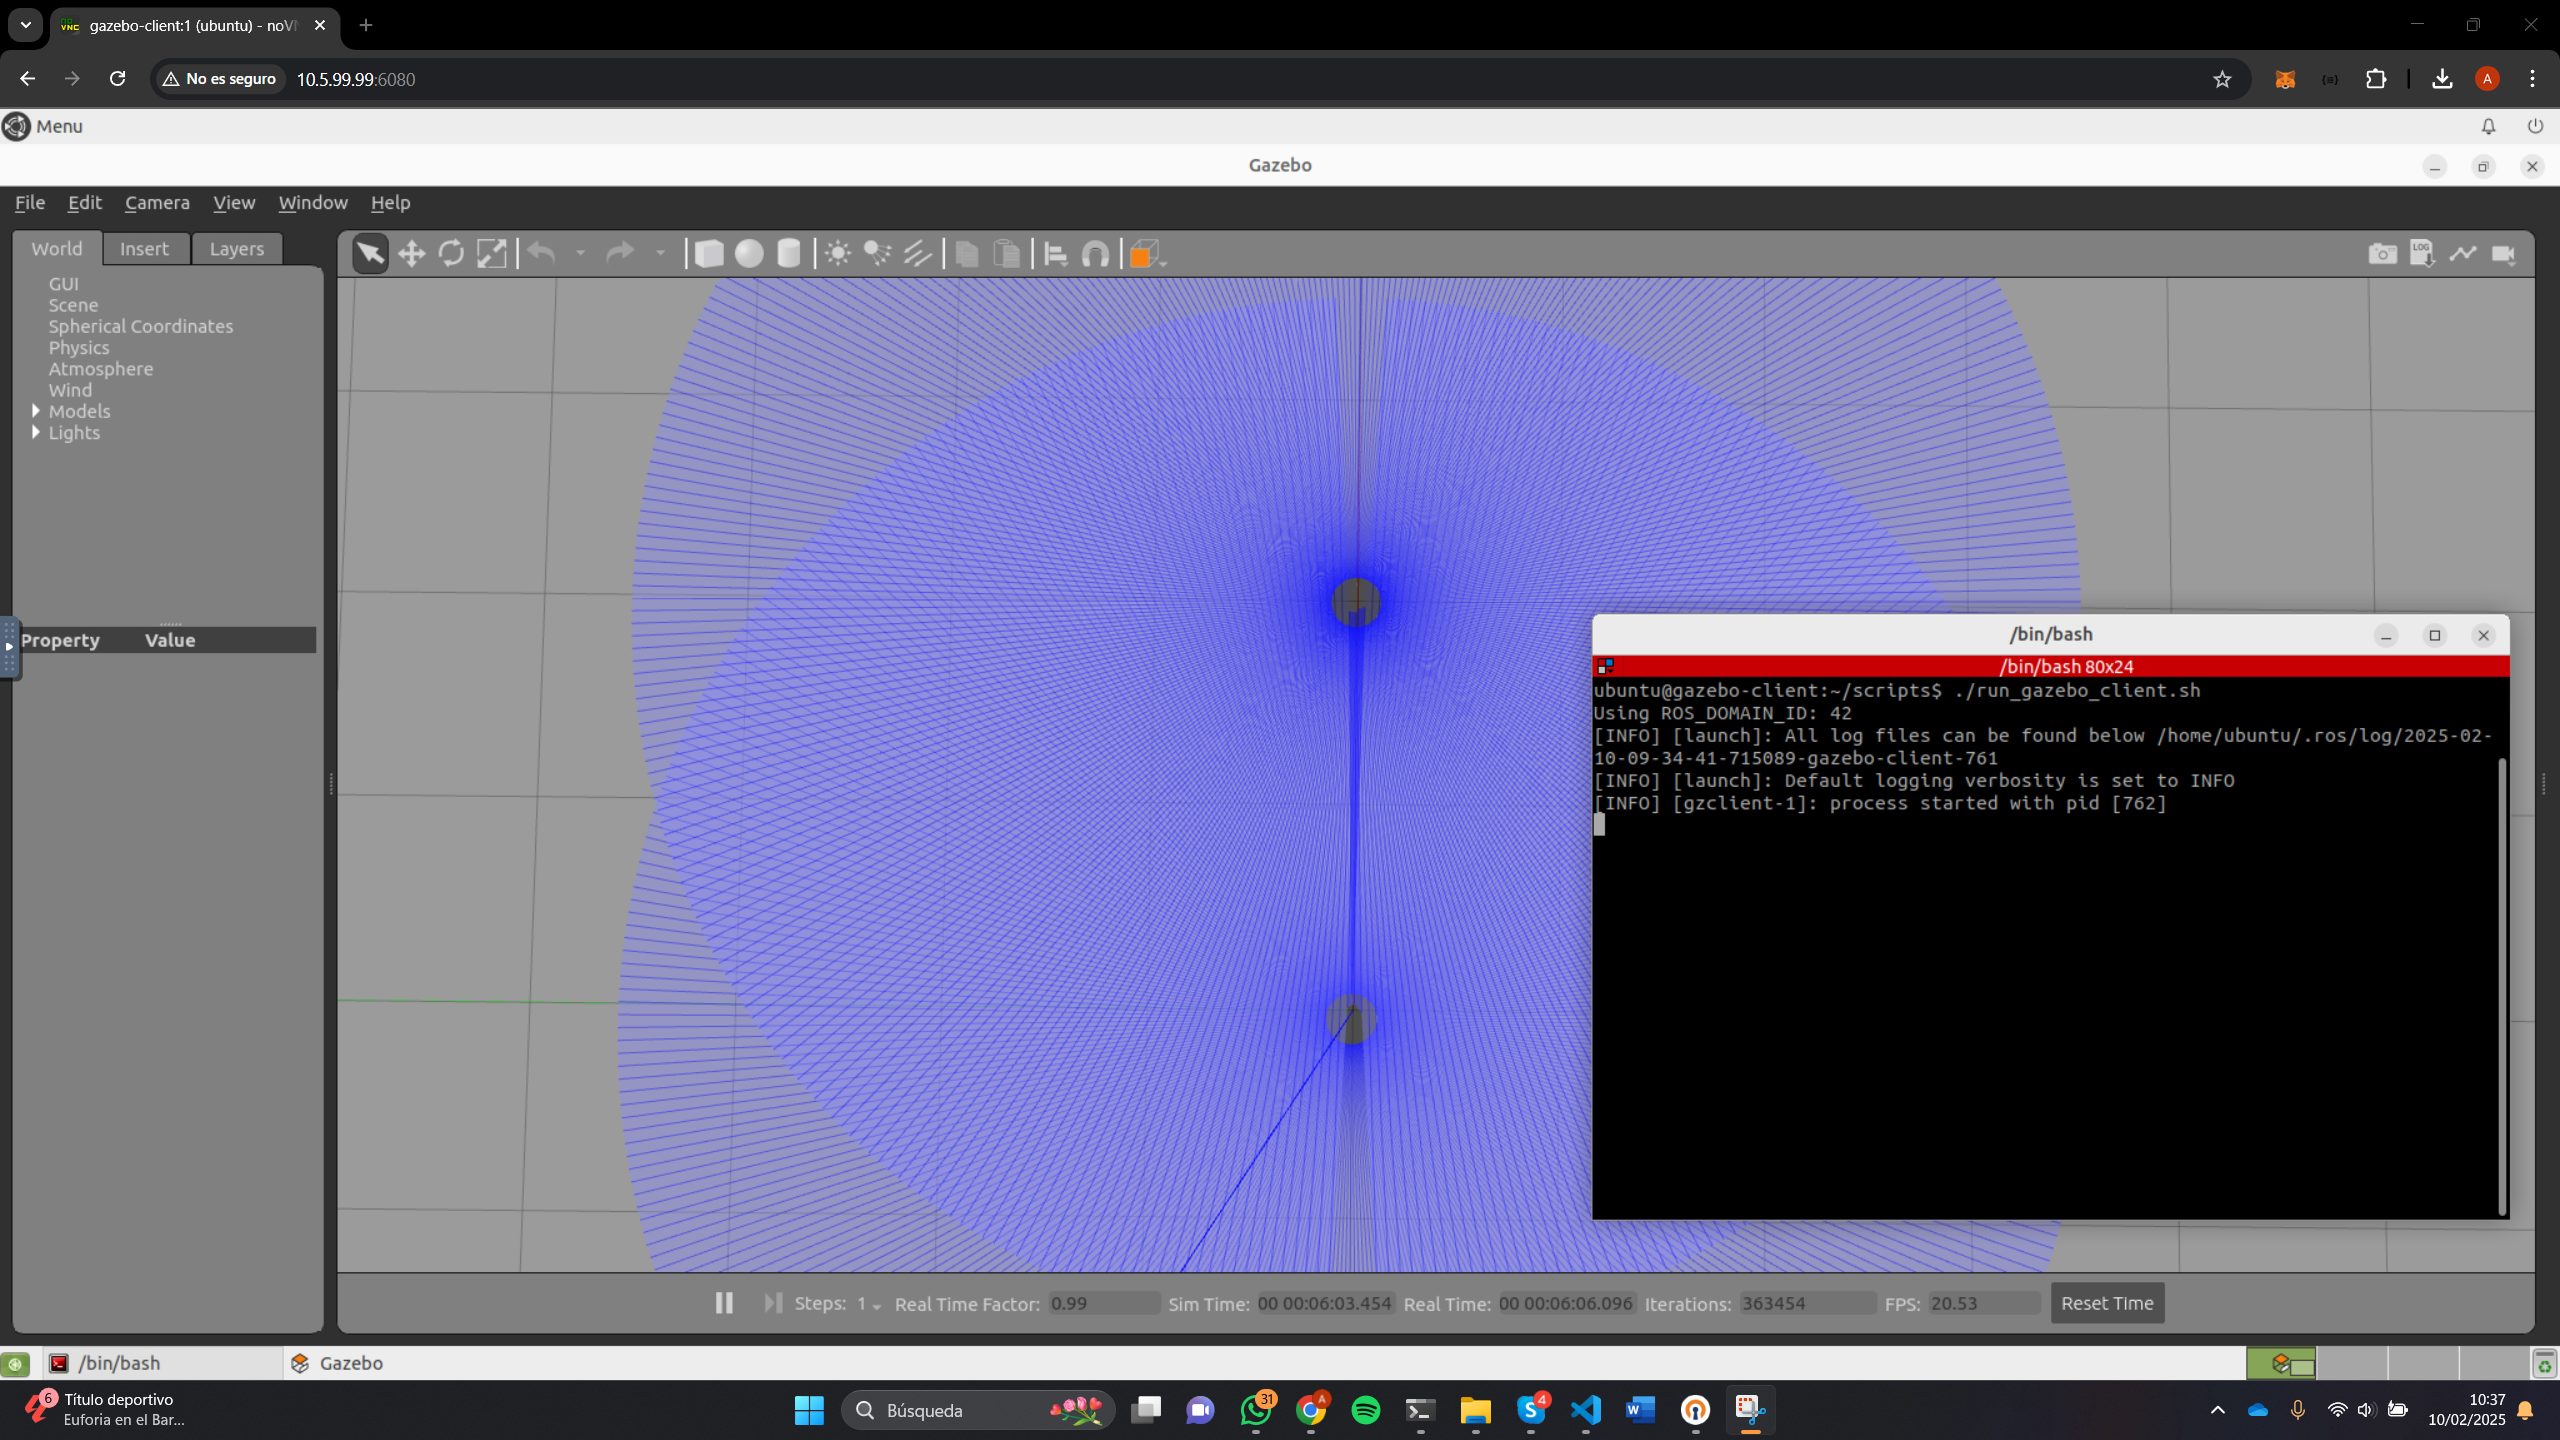 gazebo-client:1 (ubuntu) - noVN
No es seguro
10.5.99.99:6080
Menu
Gazebo
File Edit Camera View Window Help
World Insert Layers
LOG
GUI
Scene
Spherical Coordinates
Physics
Atmosphere
Wind
Models
Lights
Property Value
/bin/bash
/bin/bash 80x24
ubuntu@gazebo-client:~/scripts$ ./run_gazebo_client.sh
Using ROS_DOMAIN_ID: 42
[INFO] [launch]: All log files can be found below /home/ubuntu/.ros/log/2025-02-
10-09-34-41-715089-gazebo-client-761
[INFO] [launch]: Default logging verbosity is set to INFO
[INFO] [gzclient-1]: process started with pid [762]
Steps: 1 Real Time Factor: 0.99 Sim Time: 00 00:06:03.454 Real Time: 00 00:06:06.096 Iterations: 363454 FPS: 20.53 Reset Time
/bin/bash Gazebo
6
Título deportivo
Euforia en el Bar...
Búsqueda
31
A
4
10:37
10/02/2025